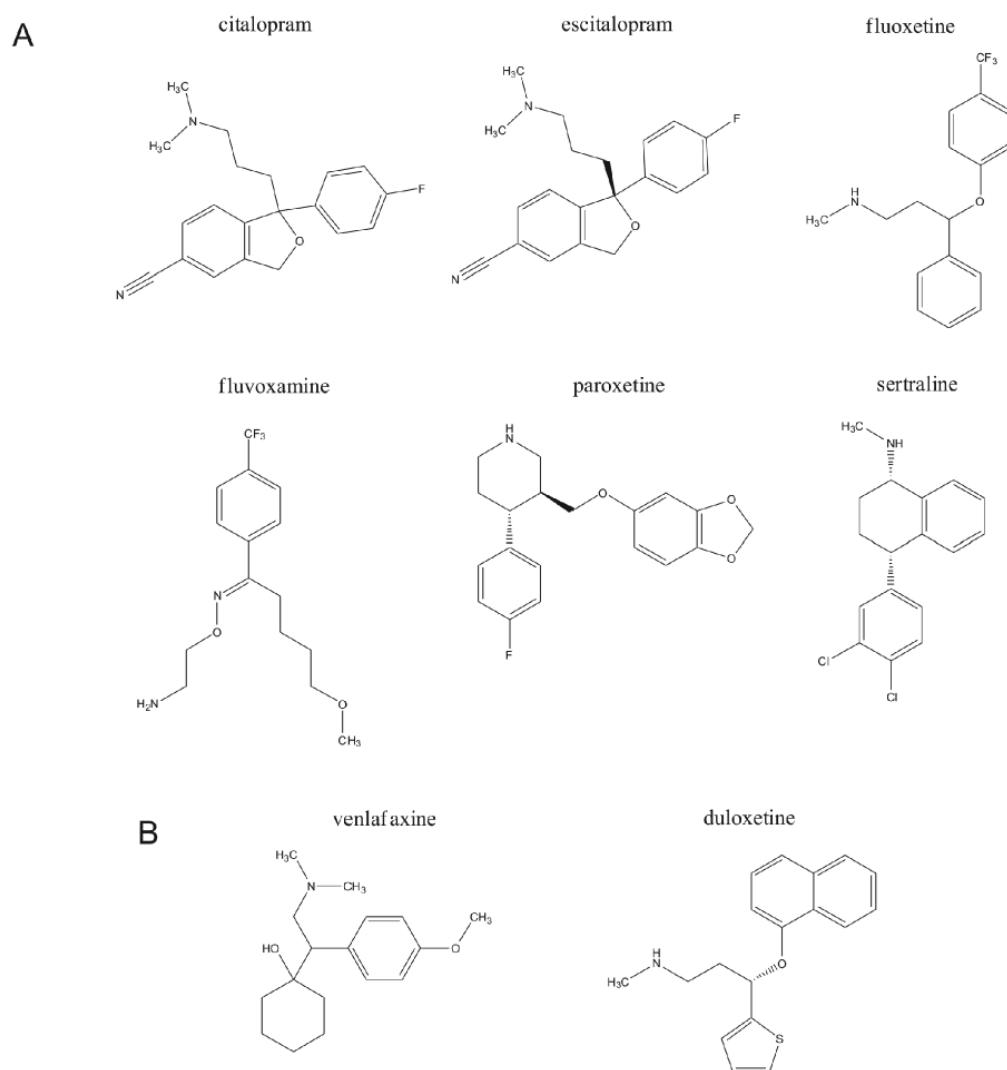 A
citalopram
escitalopram
fluoxetine
H₃C
N
H₃C
F
O
N
H₃C
N
H₃C
F
O
N
CF₃
O
H
N
H₃C
fluvoxamine
paroxetine
sertraline
CF₃
N
O
H₂N
O
CH₃
H
N
O
O
O
F
H₃C
NH
Cl
Cl
B
venlafaxine
duloxetine
H₃C
N
CH₃
HO
O
CH₃
H
N
H₃C
O
S